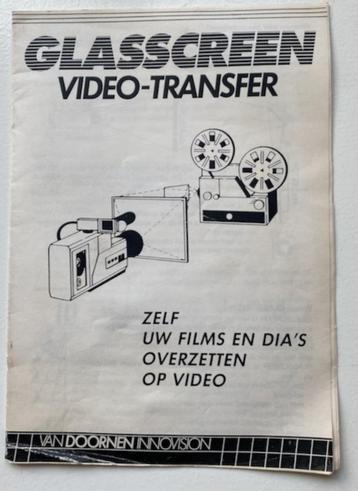 GLASSCREEN
VIDEO-TRANSFER
ZELF
UW FILMS EN DIA'S
OVERZETTEN
OP VIDEO
VAN DOORNEN INNOVISION